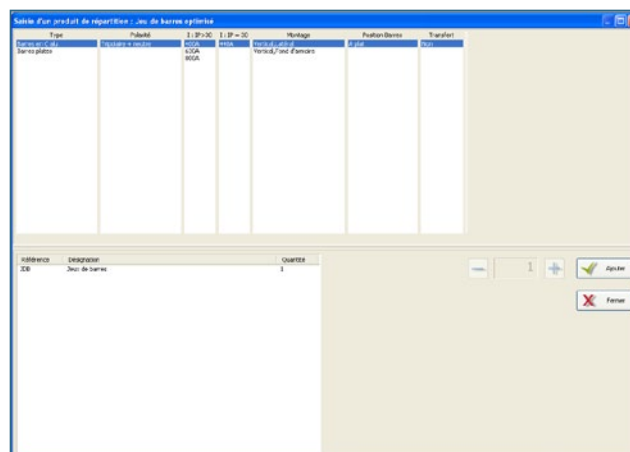 Saisie d'un produit de répartition : Jeu de barres optimisé
Type Polarité I : IP>30 I : IP = 30 Montage Position Barres Transfert
Barres en C alu Tripolaire + neutre 400A 440A Vertical,Latéral A plat Non
Barres plates 630A Vertical,Fond d'armoire
800A
Référence Désignation Quantité
JDB Jeux de barres 1
1 Ajouter
Fermer